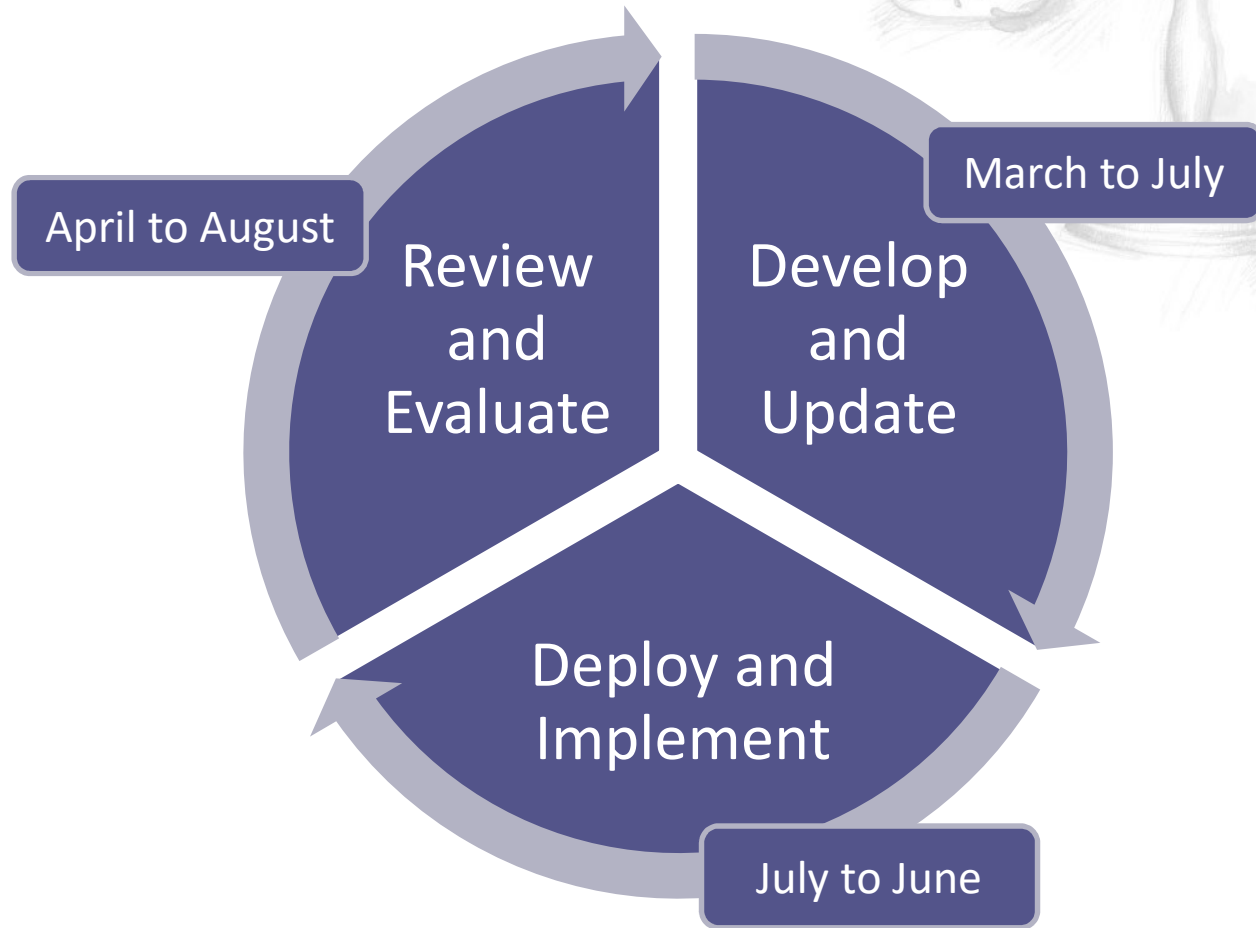 March to July
April to August
Review
and
Evaluate
Develop
and
Update
Deploy and
Implement
July to June